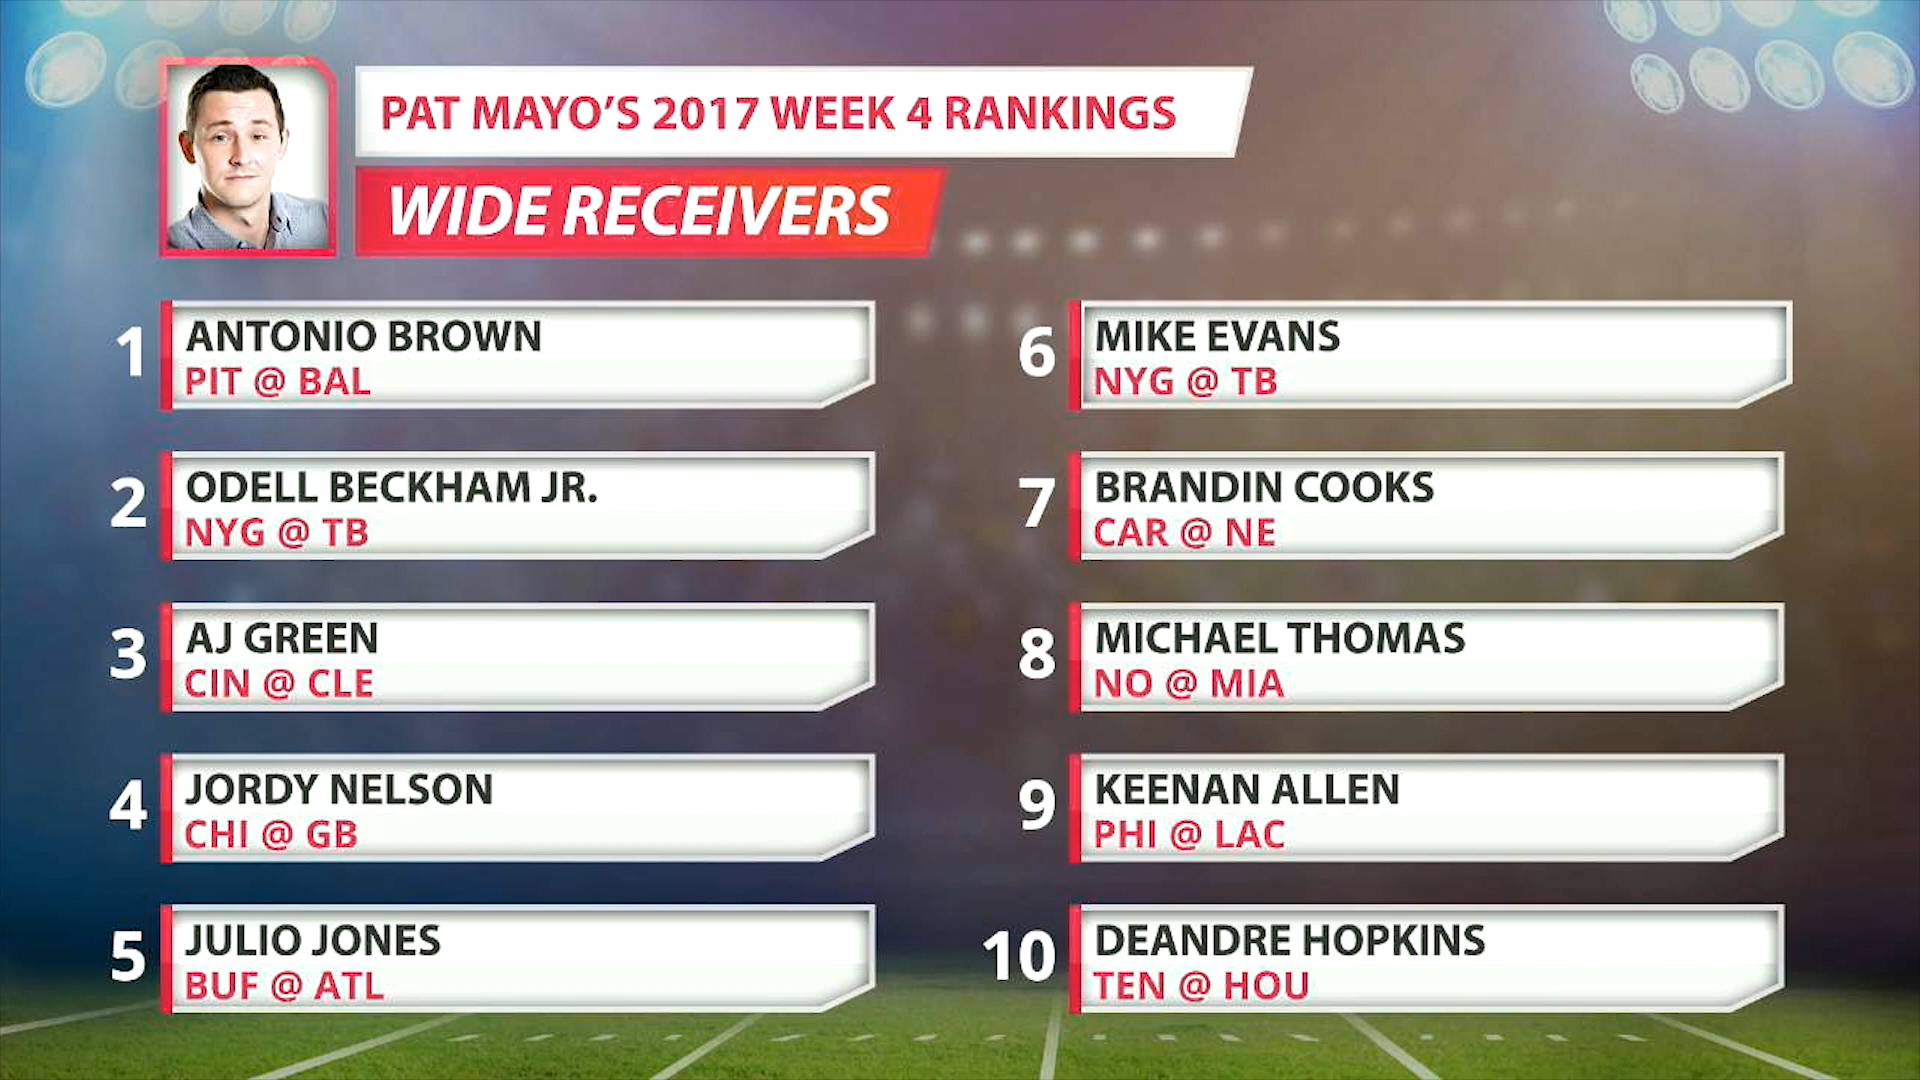 PAT MAYO'S 2017 WEEK 4 RANKINGS
WIDE RECEIVERS
1 ANTONIO BROWN
PIT @ BAL
2 ODELL BECKHAM JR.
NYG @ TB
3 AJ GREEN
CIN @ CLE
4 JORDY NELSON
CHI @ GB
5 JULIO JONES
BUF @ ATL
6 MIKE EVANS
NYG @ TB
7 BRANDIN COOKS
CAR @ NE
8 MICHAEL THOMAS
NO @ MIA
9 KEENAN ALLEN
PHI @ LAC
10 DEANDRE HOPKINS
TEN @ HOU